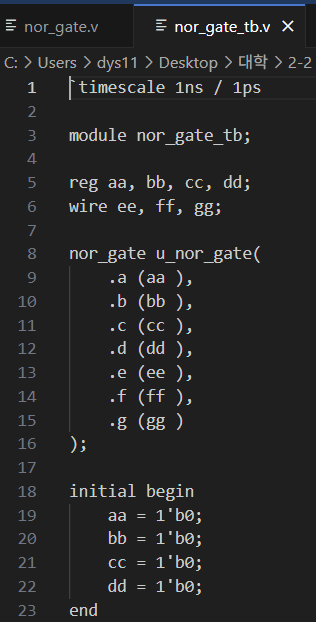 nor_gate.v nor_gate_tb.v ×
C: > Users > dys11 > Desktop > 대학 > 2-2
1 `timescale 1ns / 1ps
2
3 module nor_gate_tb;
4
5 reg aa, bb, cc, dd;
6 wire ee, ff, gg;
7
8 nor_gate u_nor_gate(
9     .a (aa ),
10     .b (bb ),
11     .c (cc ),
12     .d (dd ),
13     .e (ee ),
14     .f (ff ),
15     .g (gg )
16 );
17
18 initial begin
19     aa = 1'b0;
20     bb = 1'b0;
21     cc = 1'b0;
22     dd = 1'b0;
23 end